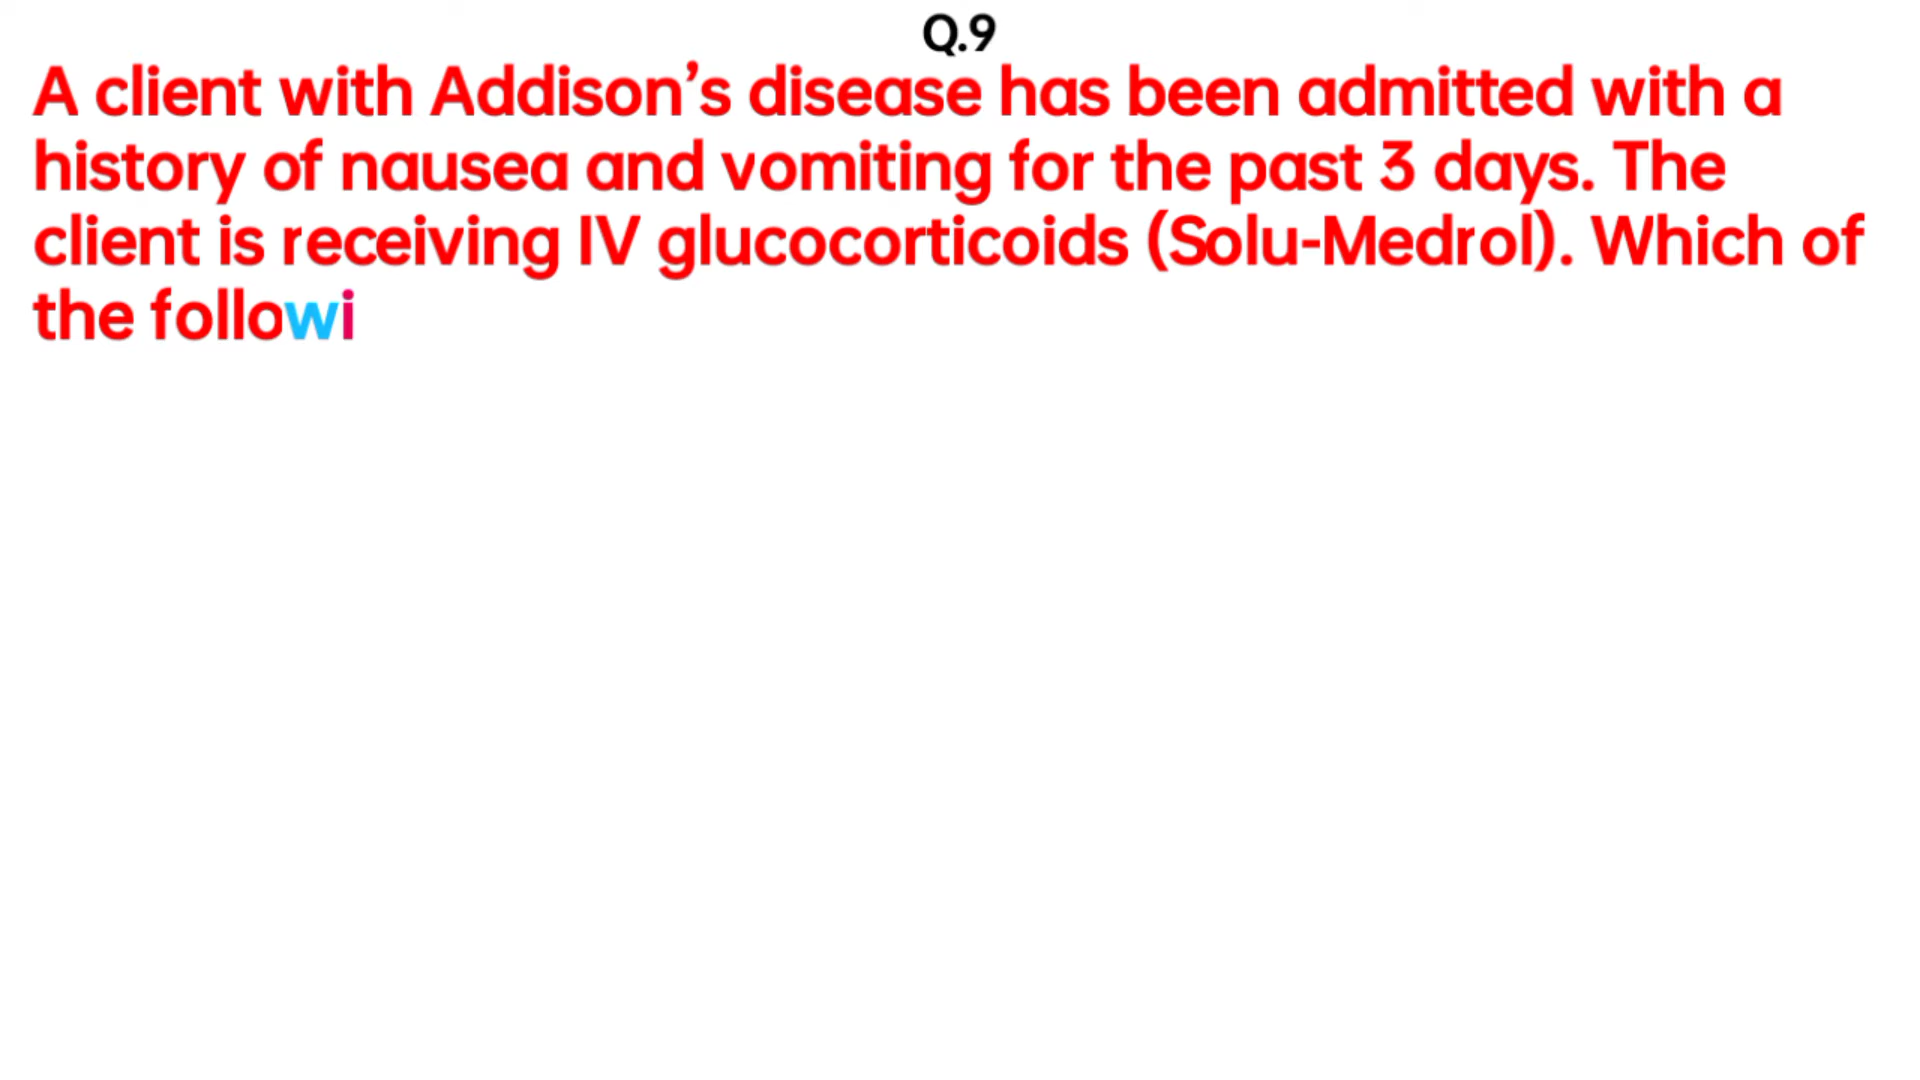 Q.9
A client with Addison’s disease has been admitted with a
history of nausea and vomiting for the past 3 days. The
client is receiving IV glucocorticoids (Solu-Medrol). Which of
the followi